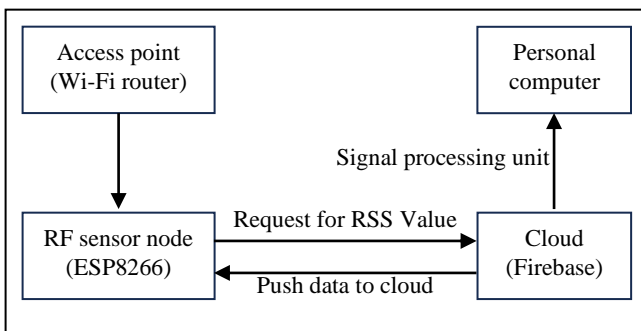 Access point
(Wi-Fi router)
Personal
computer
Signal processing unit
Request for RSS Value
RF sensor node
(ESP8266)
Cloud
(Firebase)
Push data to cloud